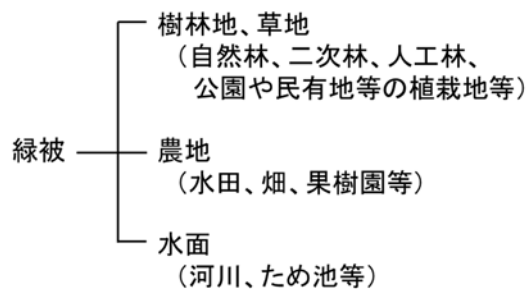 樹林地、草地
（自然林、二次林、人工林、
公園や民有地等の植栽地等）
緑被
農地
（水田、畑、果樹園等）
水面
（河川、ため池等）